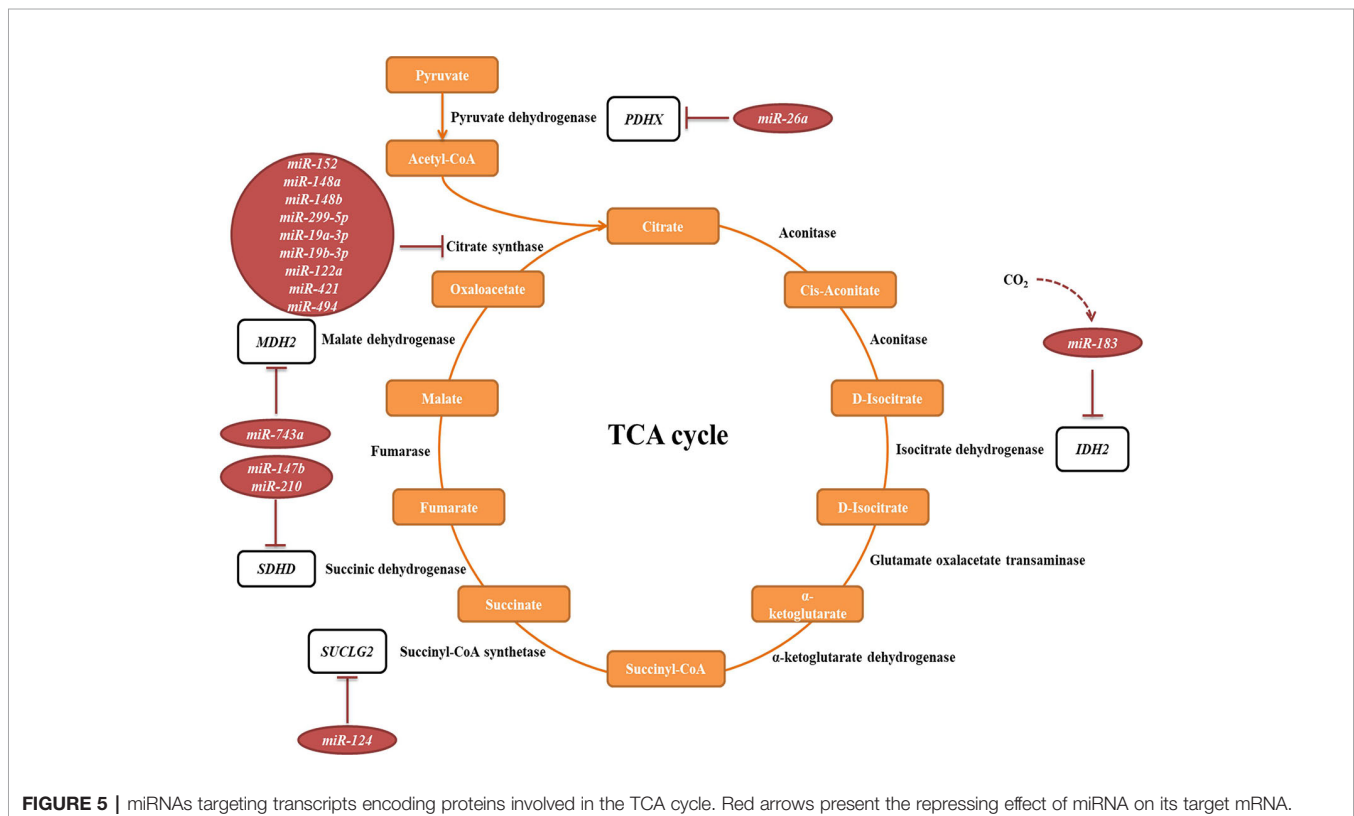 Pyruvate
Pyruvate dehydrogenase
PDHX
miR-26a
Acetyl-CoA
miR-152
miR-148a
miR-148b
miR-299-5p
miR-19a-3p
miR-19b-3p
miR-122a
miR-421
miR-494
Citrate synthase
Citrate
Aconitase
Oxaloacetate
Cis-Aconitate
CO₂
MDH2
Malate dehydrogenase
Aconitase
miR-183
Malate
D-Isocitrate
miR-743a
TCA cycle
Fumarase
Isocitrate dehydrogenase
IDH2
miR-147b
miR-210
Fumarate
D-Isocitrate
SDHD
Succinic dehydrogenase
Glutamate oxalacetate transaminase
Succinate
α-
ketoglutarate
SUCLG2
Succinyl-CoA synthetase
Succinyl-CoA
α-ketoglutarate dehydrogenase
miR-124
FIGURE 5 | miRNAs targeting transcripts encoding proteins involved in the TCA cycle. Red arrows present the repressing effect of miRNA on its target mRNA.